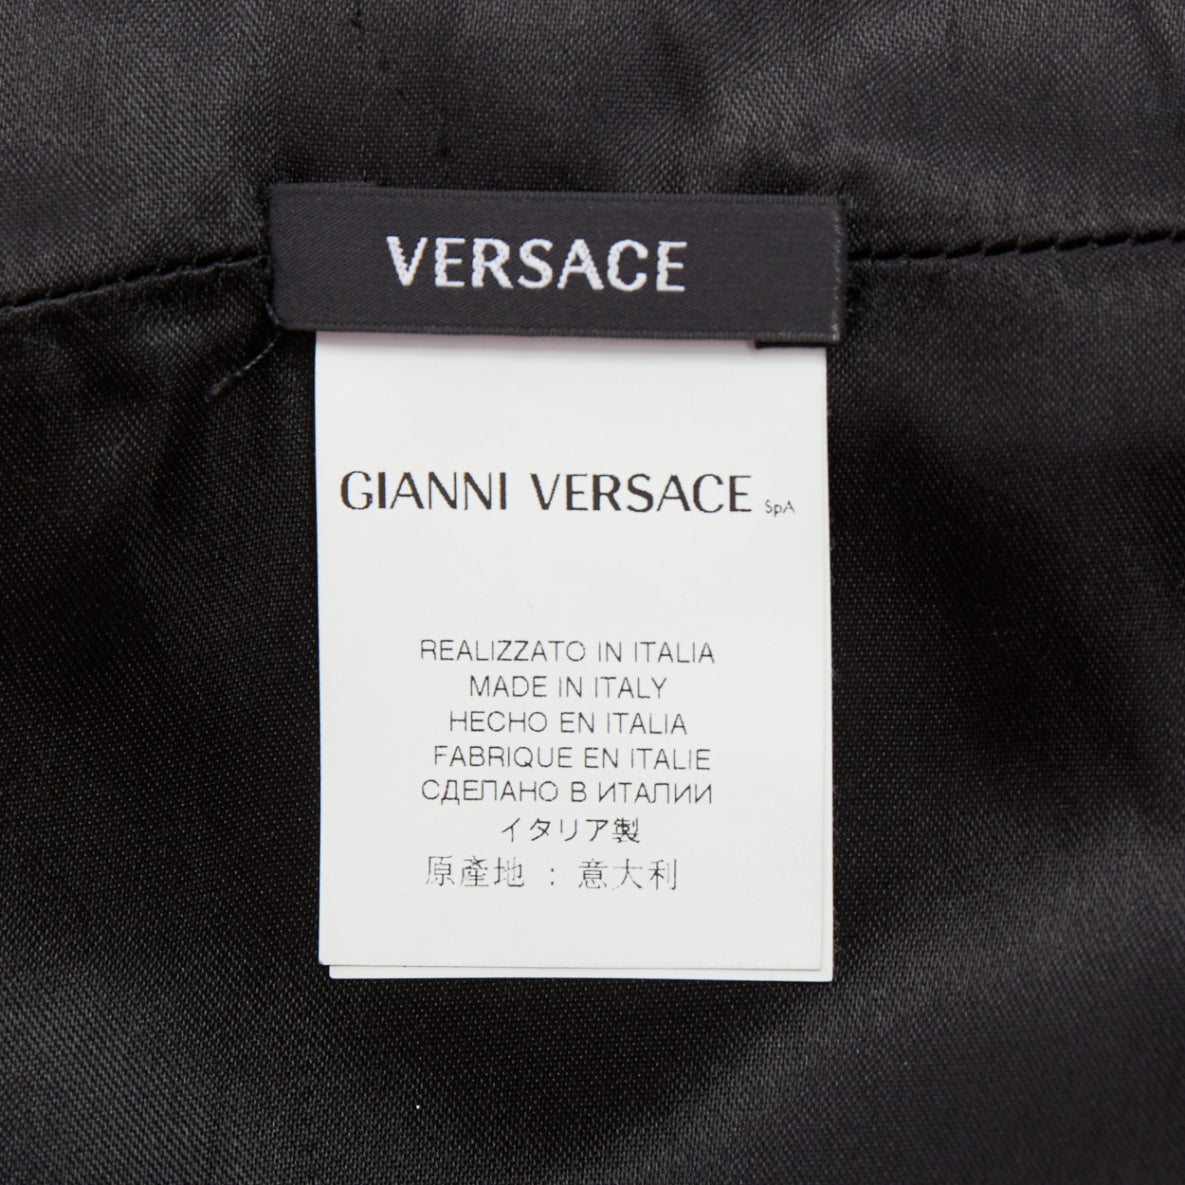 VERSACE
GIANNI VERSACE SpA
REALIZZATO IN ITALIA
MADE IN ITALY
HECHO EN ITALIA
FABRIQUE EN ITALIE
СДЕЛАНО В ИТАЛИИ
イタリア製
原產地 : 意大利